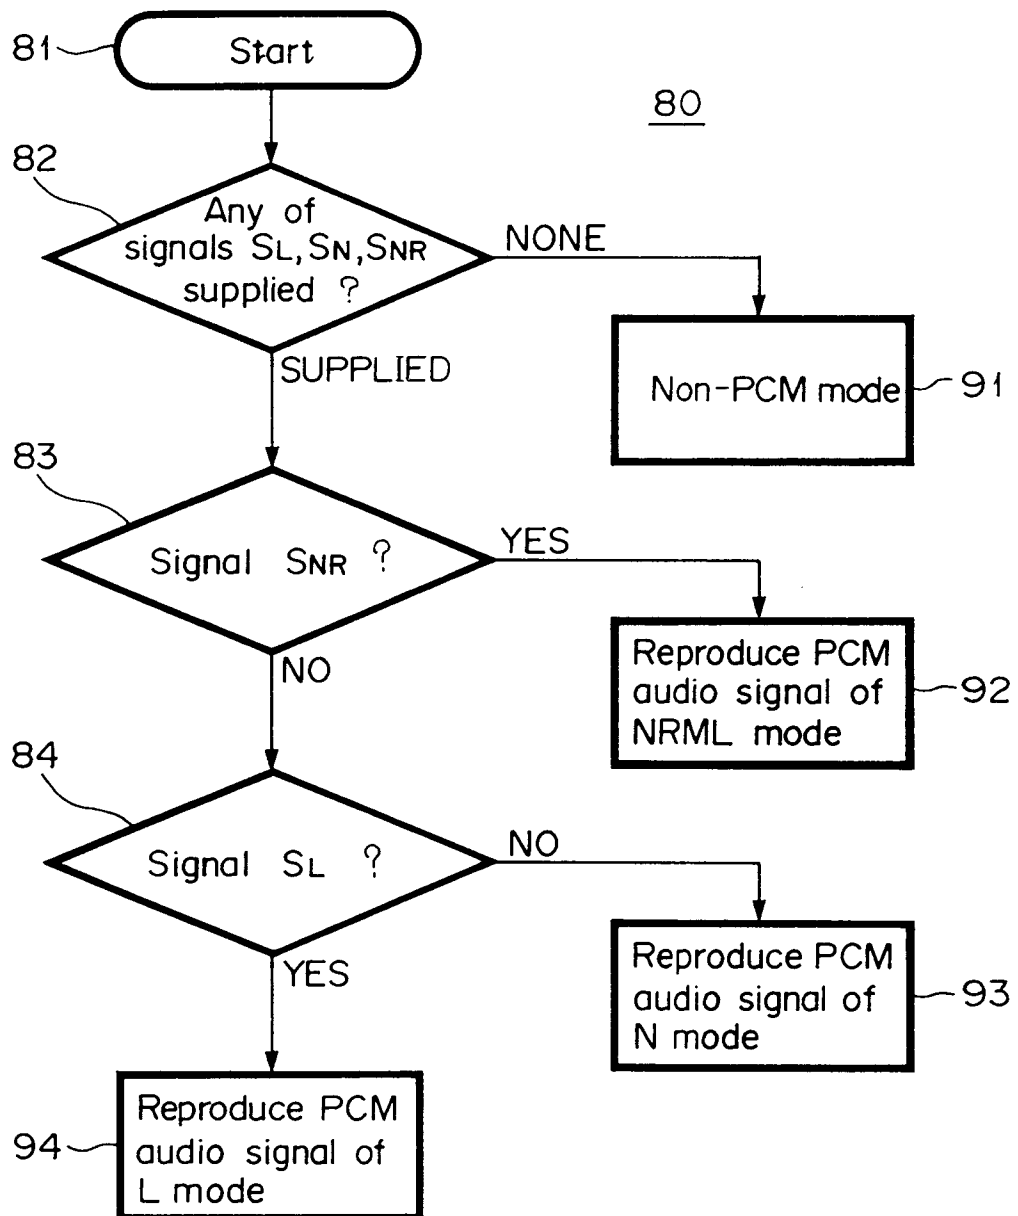 81
Start
80
82
Any of
signals SL, SN, SNR
supplied ?
NONE
SUPPLIED
Non-PCM mode
91
83
Signal SNR ?
YES
NO
Reproduce PCM
audio signal of
NRML mode
92
84
Signal SL ?
NO
YES
Reproduce PCM
audio signal of
N mode
93
94
Reproduce PCM
audio signal of
L mode